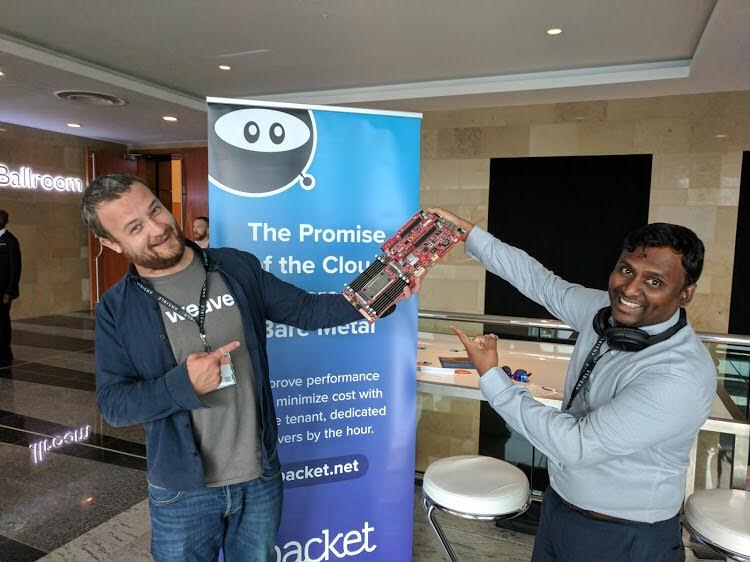 Ballroom
The Promise
of the Cloud
Bare Metal
prove performance
minimize cost with
e tenant, dedicated
vers by the hour.
packet.net
packet
weave